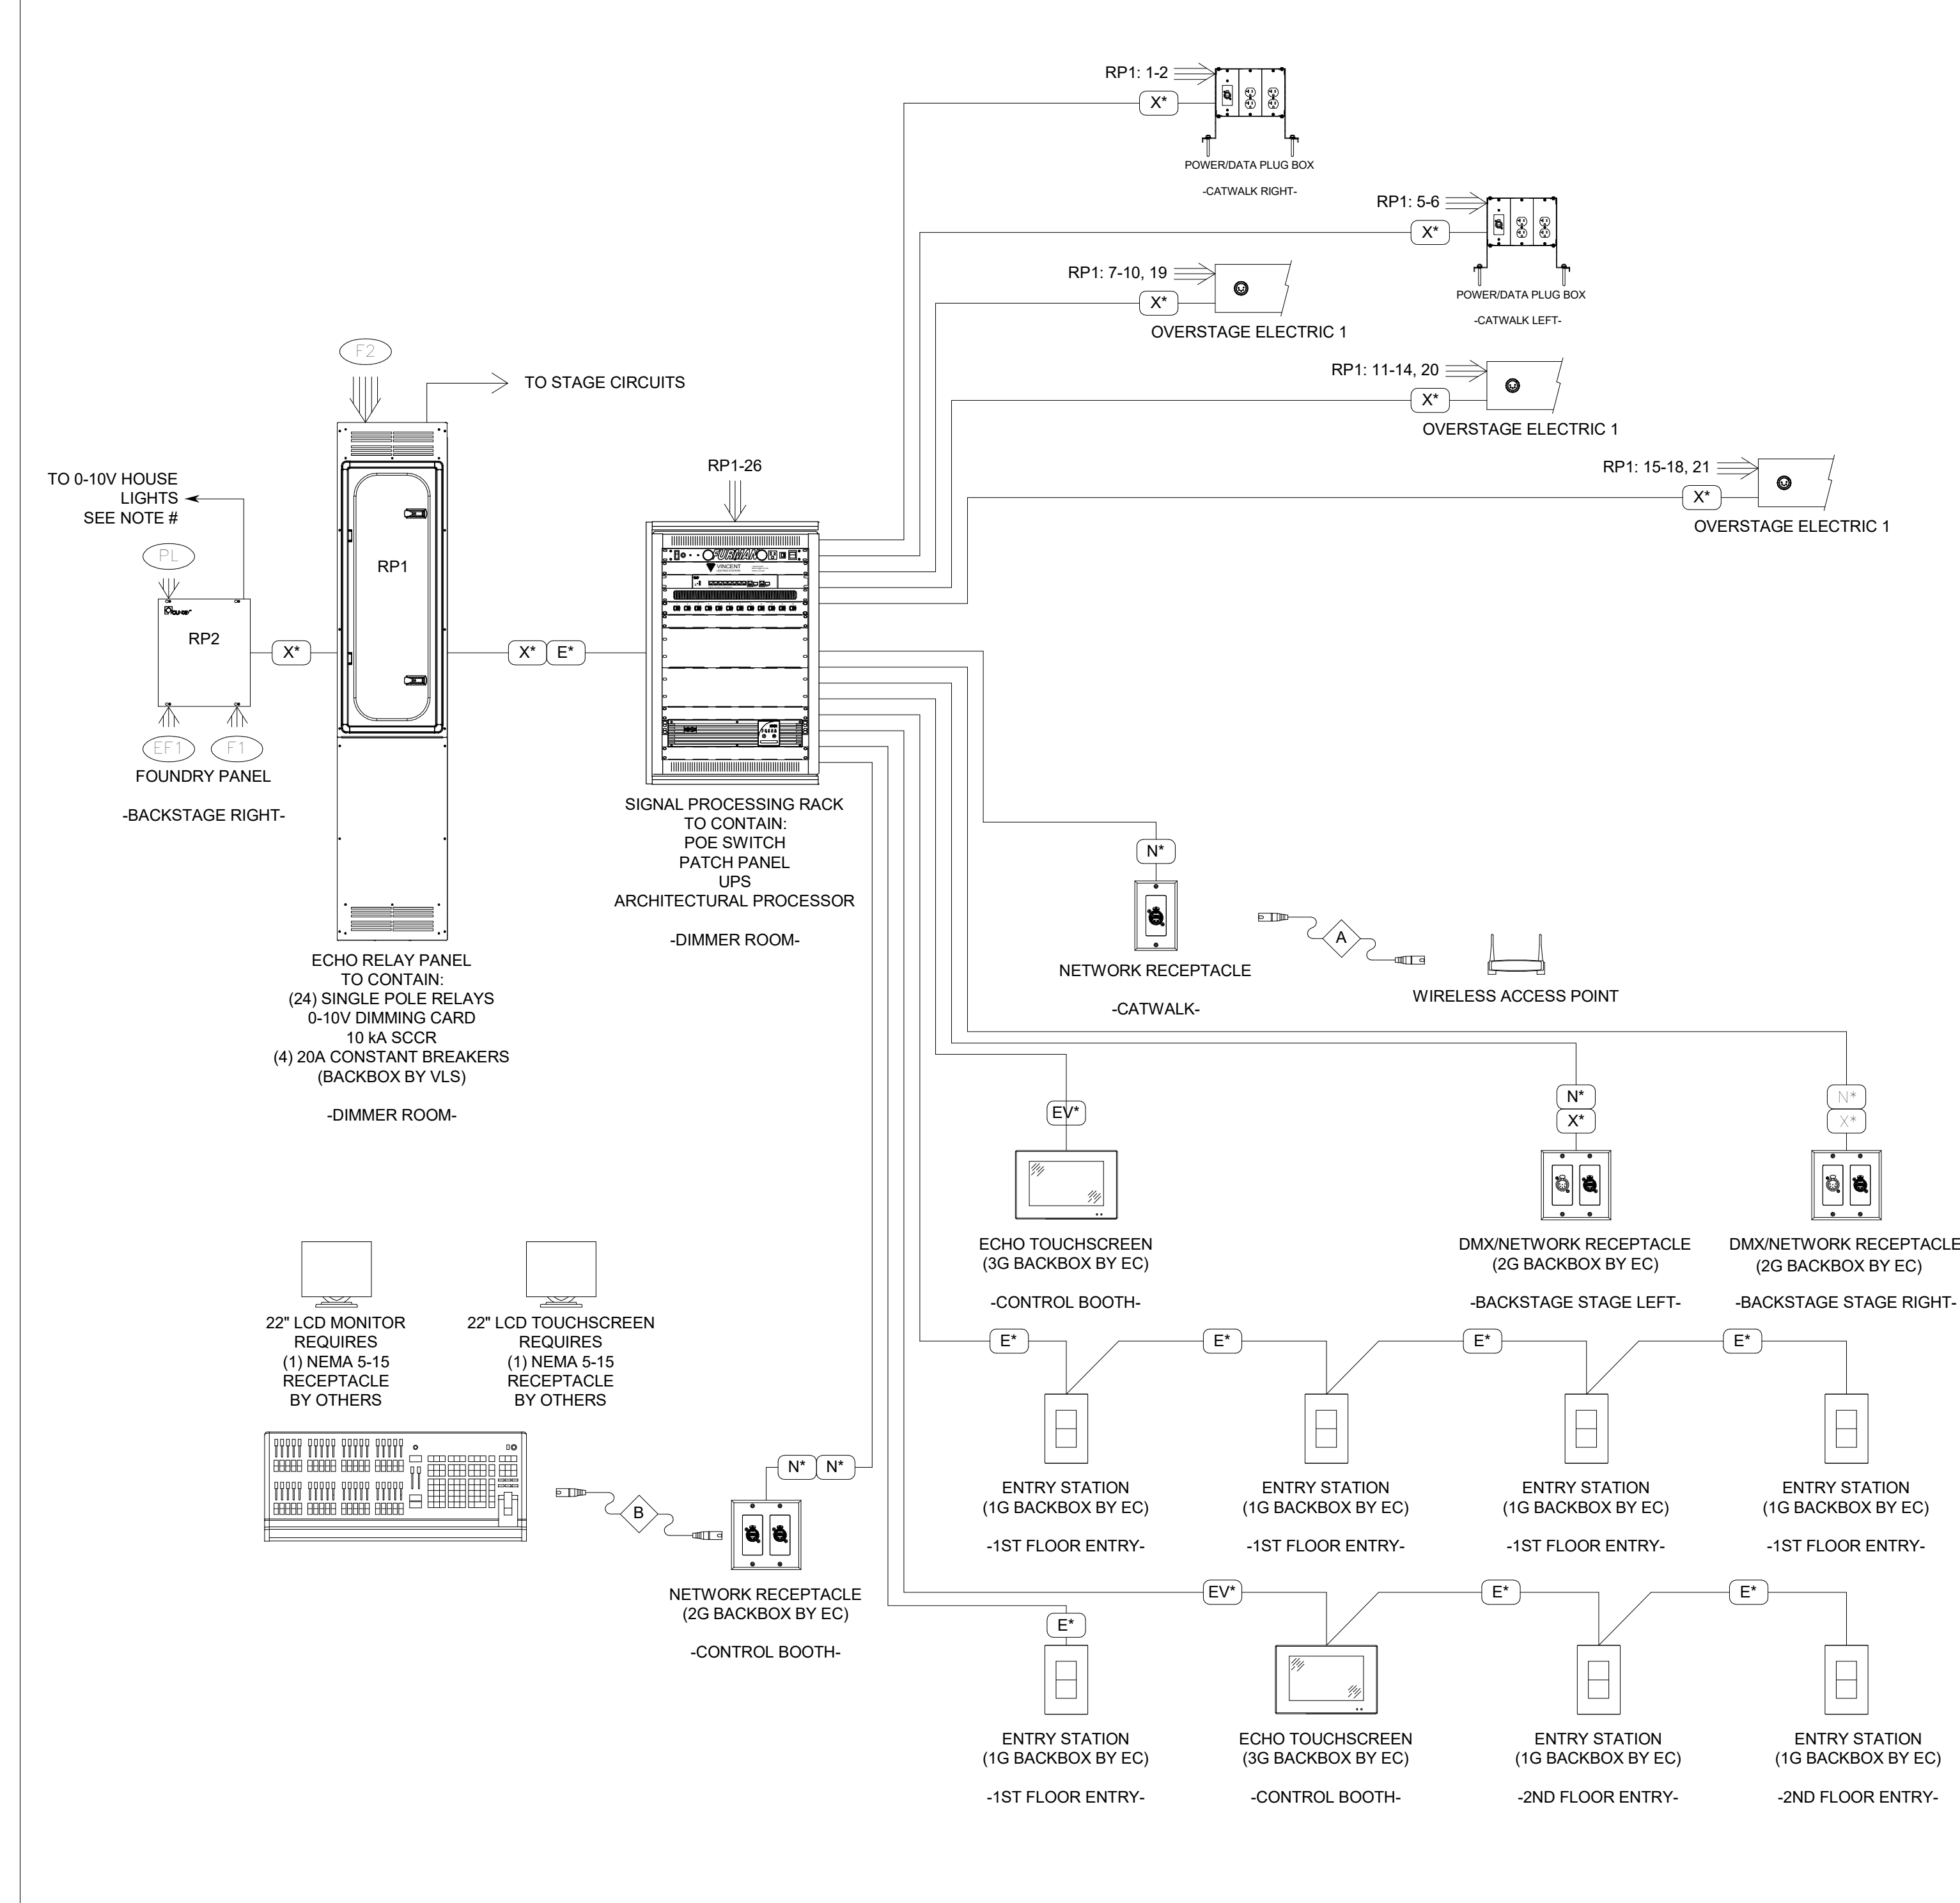 RP1: 1-2
X*
POWER/DATA PLUG BOX
-CATWALK RIGHT-
RP1: 5-6
X*
POWER/DATA PLUG BOX
-CATWALK LEFT-
RP1: 7-10, 19
X*
OVERSTAGE ELECTRIC 1
RP1: 11-14, 20
X*
OVERSTAGE ELECTRIC 1
RP1: 15-18, 21
X*
OVERSTAGE ELECTRIC 1
F2
TO STAGE CIRCUITS
TO 0-10V HOUSE
LIGHTS
SEE NOTE #
PL
RP2
X*
EF1
F1
FOUNDRY PANEL
-BACKSTAGE RIGHT-
RP1
X*
E*
ECHO RELAY PANEL
TO CONTAIN:
(24) SINGLE POLE RELAYS
0-10V DIMMING CARD
10 kA SCCR
(4) 20A CONSTANT BREAKERS
(BACKBOX BY VLS)
-DIMMER ROOM-
RP1-26
FURMAN
VINCENT
SIGNAL PROCESSING RACK
TO CONTAIN:
POE SWITCH
PATCH PANEL
UPS
ARCHITECTURAL PROCESSOR
-DIMMER ROOM-
N*
NETWORK RECEPTACLE
-CATWALK-
A
WIRELESS ACCESS POINT
EV*
ECHO TOUCHSCREEN
(3G BACKBOX BY EC)
-CONTROL BOOTH-
N*
X*
DMX/NETWORK RECEPTACLE
(2G BACKBOX BY EC)
-BACKSTAGE STAGE LEFT-
N*
X*
DMX/NETWORK RECEPTACLE
(2G BACKBOX BY EC)
-BACKSTAGE STAGE RIGHT-
22" LCD MONITOR
REQUIRES
(1) NEMA 5-15
RECEPTACLE
BY OTHERS
22" LCD TOUCHSCREEN
REQUIRES
(1) NEMA 5-15
RECEPTACLE
BY OTHERS
B
N*
N*
NETWORK RECEPTACLE
(2G BACKBOX BY EC)
-CONTROL BOOTH-
E*
ENTRY STATION
(1G BACKBOX BY EC)
-1ST FLOOR ENTRY-
E*
ENTRY STATION
(1G BACKBOX BY EC)
-1ST FLOOR ENTRY-
E*
ENTRY STATION
(1G BACKBOX BY EC)
-1ST FLOOR ENTRY-
E*
ENTRY STATION
(1G BACKBOX BY EC)
-1ST FLOOR ENTRY-
E*
ENTRY STATION
(1G BACKBOX BY EC)
-1ST FLOOR ENTRY-
EV*
ECHO TOUCHSCREEN
(3G BACKBOX BY EC)
-CONTROL BOOTH-
E*
ENTRY STATION
(1G BACKBOX BY EC)
-2ND FLOOR ENTRY-
E*
ENTRY STATION
(1G BACKBOX BY EC)
-2ND FLOOR ENTRY-